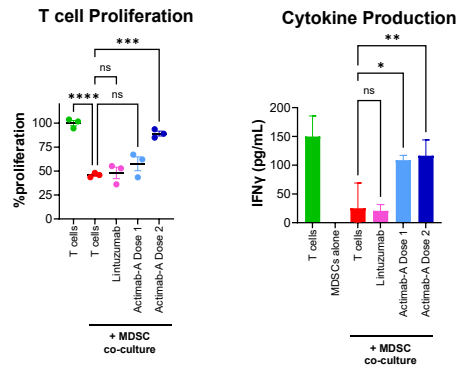 T cell Proliferation
***
ns
****
ns
100
50
0
%proliferation
T cells
T cells
Lintuzumab
Actimab-A Dose 1
Actimab-A Dose 2
+ MDSC
co-culture
Cytokine Production
**
*
ns
200
150
100
50
0
IFNγ (pg/mL)
T cells
MDSCs alone
T cells
Lintuzumab
Actimab-A Dose 1
Actimab-A Dose 2
+ MDSC
co-culture